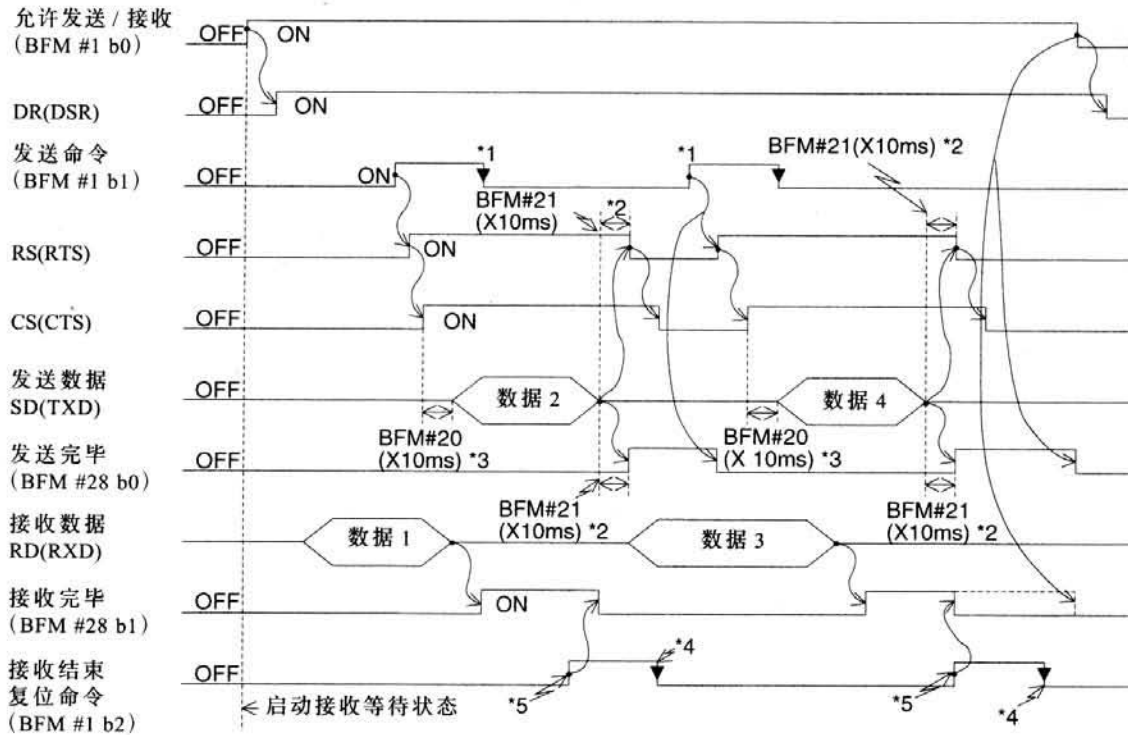 允许发送 / 接收
(BFM #1 b0)
OFF
ON
DR(DSR)
OFF
ON
发送命令
(BFM #1 b1)
OFF
ON
*1
*1
BFM#21(X10ms) *2
BFM#21
(X10ms)
*2
RS(RTS)
OFF
ON
CS(CTS)
OFF
ON
发送数据
SD(TXD)
OFF
数据 2
数据 4
BFM#20
(X10ms) *3
BFM#20
(X 10ms) *3
发送完毕
(BFM #28 b0)
OFF
BFM#21
(X10ms) *2
BFM#21
(X10ms) *2
接收数据
RD(RXD)
数据 1
数据 3
接收完毕
(BFM #28 b1)
OFF
ON
接收结束
复位命令
(BFM #1 b2)
OFF
*4
*5
*5
*4
启动接收等待状态